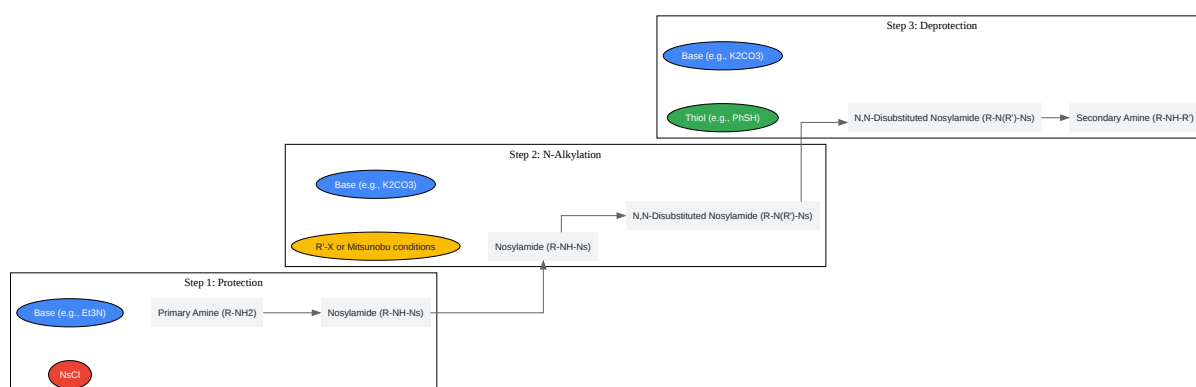 Step 3: Deprotection
Base (e.g., K2CO3)
Thiol (e.g., PhSH)
N,N-Disubstituted Nosylamide (R-N(R')-Ns)
Secondary Amine (R-NH-R')
Step 2: N-Alkylation
Base (e.g., K2CO3)
N,N-Disubstituted Nosylamide (R-N(R')-Ns)
R'-X or Mitsunobu conditions
Nosylamide (R-NH-Ns)
Step 1: Protection
Base (e.g., Et3N)
Primary Amine (R-NH2)
Nosylamide (R-NH-Ns)
NsCl